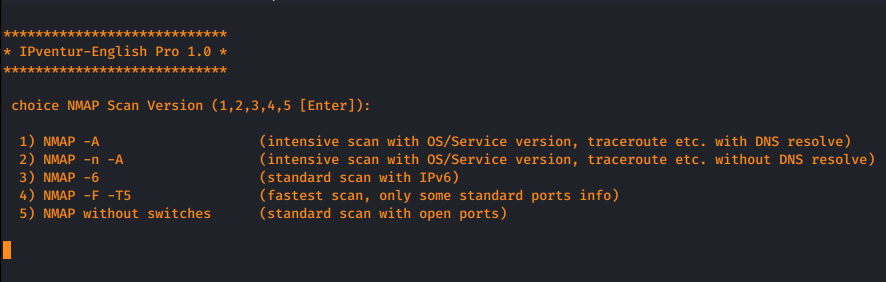 ****************************
* IPventur-English Pro 1.0 *
****************************
choice NMAP Scan Version (1,2,3,4,5 [Enter]):
1) NMAP -A (intensive scan with OS/Service version, traceroute etc. with DNS resolve)
2) NMAP -n -A (intensive scan with OS/Service version, traceroute etc. without DNS resolve)
3) NMAP -6 (standard scan with IPv6)
4) NMAP -F -T5 (fastest scan, only some standard ports info)
5) NMAP without switches (standard scan with open ports)